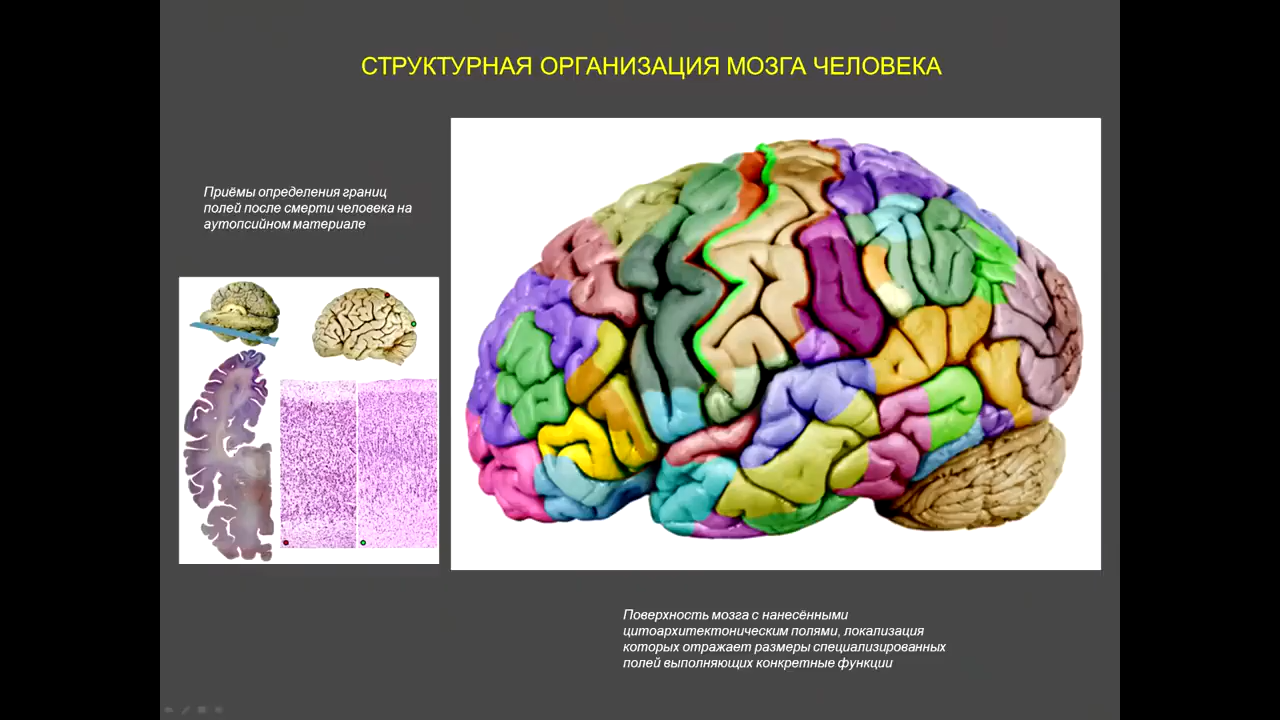 СТРУКТУРНАЯ ОРГАНИЗАЦИЯ МОЗГА ЧЕЛОВЕКА
Приёмы определения границ
полей после смерти человека на
аутопсийном материале
Поверхность мозга с нанесёнными
цитоархитектоническим полями, локализация
которых отражает размеры специализированных
полей выполняющих конкретные функции